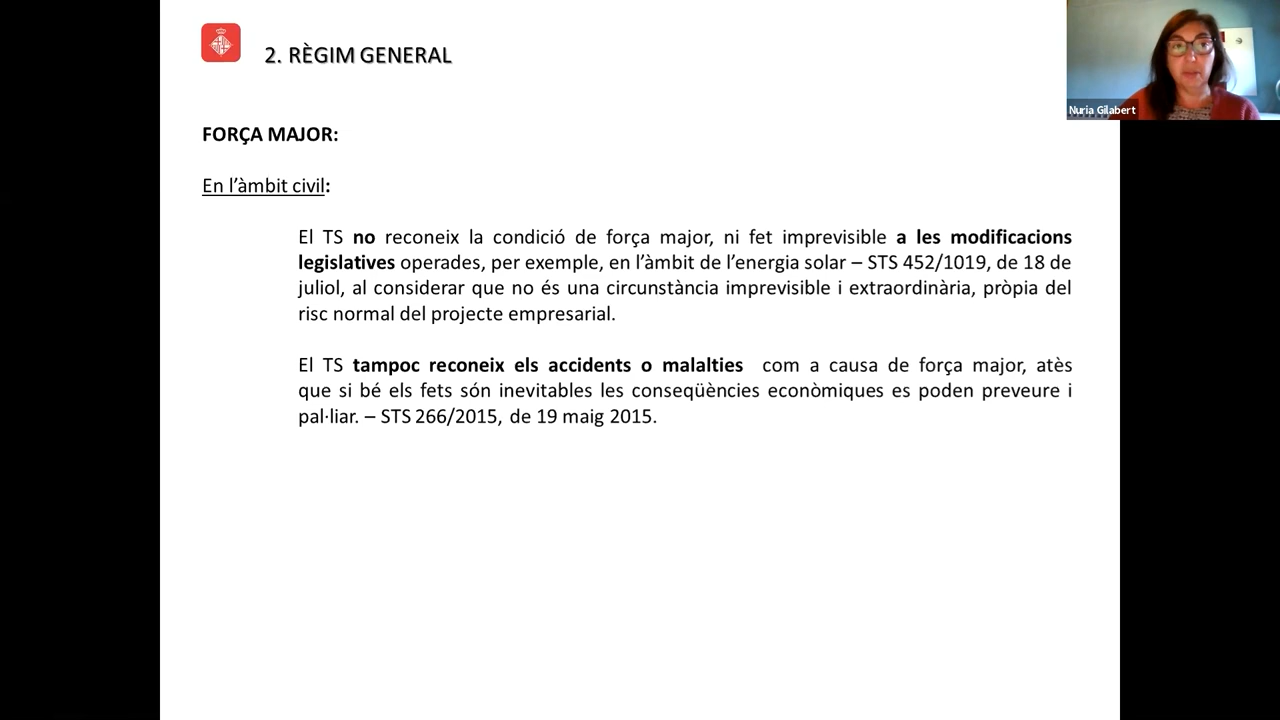 2. RÈGIM GENERAL
Nuria Gilabert
FORÇA MAJOR:
En l'àmbit civil:
El TS no reconeix la condició de força major, ni fet imprevisible a les modificacions
legislatives operades, per exemple, en l'àmbit de l'energia solar – STS 452/1019, de 18 de
juliol, al considerar que no és una circunstància imprevisible i extraordinària, pròpia del
risc normal del projecte empresarial.
El TS tampoc reconeix els accidents o malalties com a causa de força major, atès
que si bé els fets són inevitables les conseqüències econòmiques es poden preveure i
pal·liar. – STS 266/2015, de 19 maig 2015.